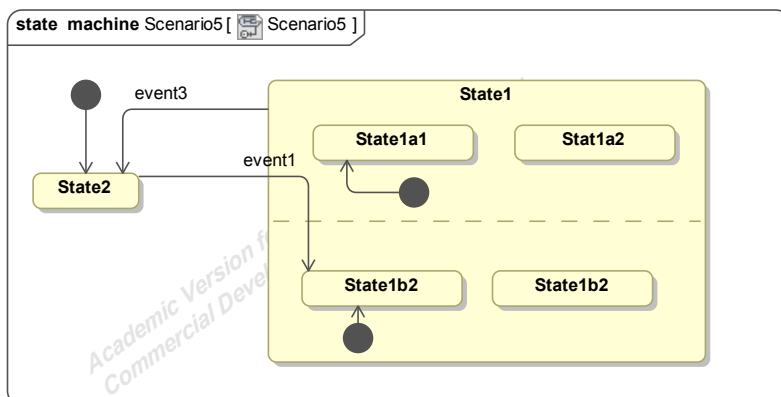 state machine Scenario5 [ Scenario5 ]
event3
State1
State1a1
Stat1a2
event1
State2
State1b2
State1b2
Academic Version f
Commercial Devel